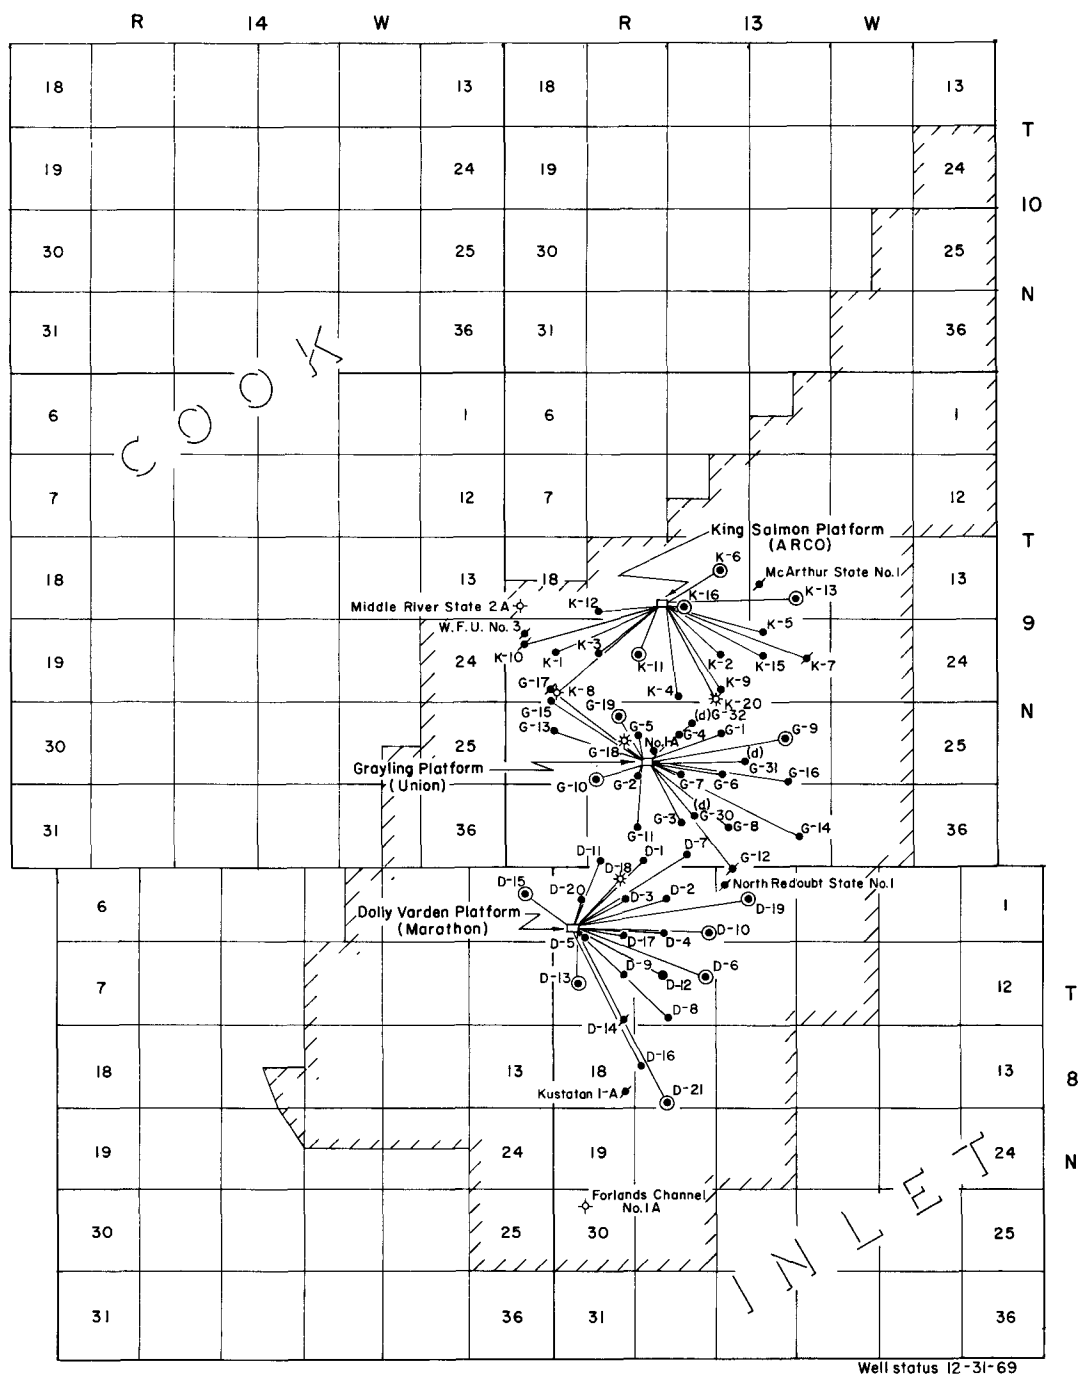 R 14 W R 13 W
18 13 18 13
T
19 24 19 24
10
30 25 30 25
N
31 36 31 36
COOK
6 1 6 1
7 12 7 12
King Salmon Platform
(ARCO)
T
K-6
McArthur State No.1
18 13 18 13
K-16 K-13
K-12
Middle River State 2A
W.F.U. No. 3
K-5
9
K-3
K-10 K-1 K-11 K-2 K-15 K-7
19 24 24
G-17 K-8 K-4 K-9
K-20
G-15 G-19 (d) G-32
N
G-13 G-5 G-4 G-1 G-9
30 25 25
G-18 No.1A (d)
G-31
Grayling Platform
(Union)
G-10 G-2 G-7 G-6 G-16
(d)
G-30
G-3 G-8 G-14
31 36 36
G-11
D-11 D-1 D-7
D-18 G-12
North Redoubt State No.1
D-15 D-20 D-3 D-2
D-19
6 1
Dolly Varden Platform
(Marathon)
D-5 D-17 D-4 D-10
D-13 D-9 D-12 D-6
7 12
T
D-8
D-14
D-16
18 13 18 13
8
Kustatan 1-A D-21
19 24 19 24
N
Forlands Channel
No.1A
30 25 30 25
INLET
31 36 31 36
Well status 12-31-69